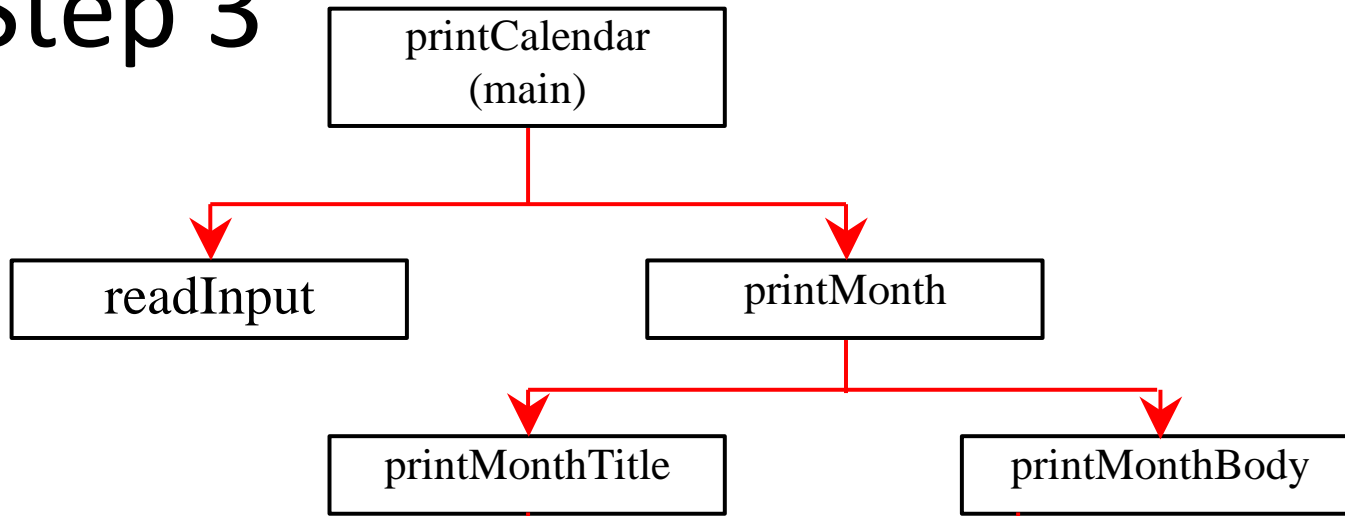 Step 3
printCalendar
(main)
readInput
printMonth
printMonthTitle
printMonthBody